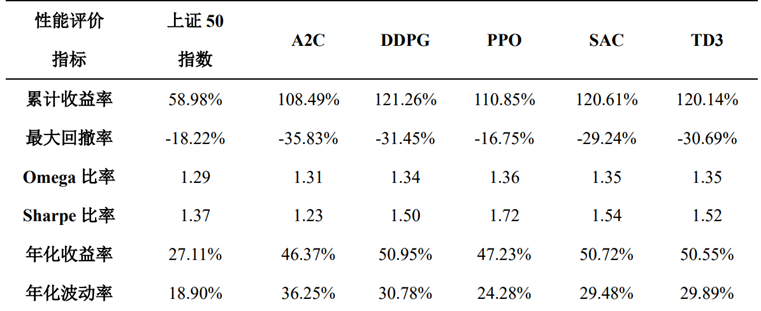 性能评价指标 上证 50 指数 A2C DDPG PPO SAC TD3
累计收益率 58.98% 108.49% 121.26% 110.85% 120.61% 120.14%
最大回撤率 -18.22% -35.83% -31.45% -16.75% -29.24% -30.69%
Omega 比率 1.29 1.31 1.34 1.36 1.35 1.35
Sharpe 比率 1.37 1.23 1.50 1.72 1.54 1.52
年化收益率 27.11% 46.37% 50.95% 47.23% 50.72% 50.55%
年化波动率 18.90% 36.25% 30.78% 24.28% 29.48% 29.89%